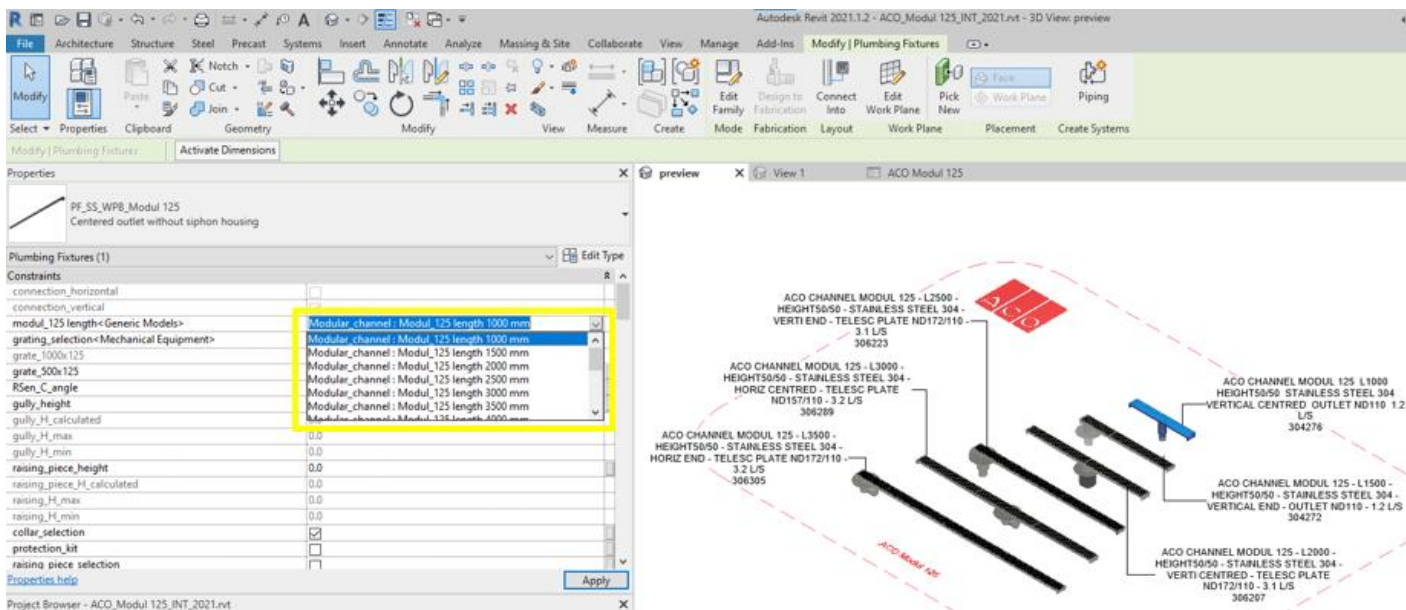 Autodesk Revit 2021.1.2 - ACO_Modul 125_INT_2021.rvt - 3D View: preview
File Architecture Structure Steel Precast Systems Insert Annotate Analyze Massing & Site Collaborate View Manage Add-Ins Modify | Plumbing Fixtures
Modify
Paste
Notch
Cut
Join
Edit Family
Design to Fabrication
Connect Into
Edit Work Plane
Pick New
Face
Work Plane
Piping
Select Properties Clipboard Geometry Modify View Measure Create Mode Fabrication Layout Work Plane Placement Create Systems
Modify | Plumbing Fixtures Activate Dimensions
Properties
PF_SS_WPB_Modul 125
Centered outlet without siphon housing
Plumbing Fixtures (1) Edit Type
Constraints
connection_horizontal
connection_vertical
modul_125 length<Generic Models> Modular_channel : Modul_125 length 1000 mm
grating_selection<Mechanical Equipment> Modular_channel : Modul_125 length 1000 mm
grate_1000x125 Modular_channel : Modul_125 length 1500 mm
grate_500x125 Modular_channel : Modul_125 length 2000 mm
RSen_C_angle Modular_channel : Modul_125 length 2500 mm
gully_height Modular_channel : Modul_125 length 3000 mm
gully_H_calculated Modular_channel : Modul_125 length 3500 mm
gully_H_max Modular_channel : Modul_125 length 4000 mm
gully_H_min 0.0
raising_piece_height 0.0
raising_piece_H_calculated 0.0
raising_H_max 0.0
raising_H_min 0.0
collar_selection
protection_kit
raising piece selection
Properties help Apply
Project Browser - ACO_Modul 125_INT_2021.rvt
preview View 1 ACO Modul 125
ACO
ACO CHANNEL MODUL 125 - L2500 -
HEIGHT50/50 - STAINLESS STEEL 304 -
VERTI END - TELESC PLATE ND172/110 -
3.1 L/S
306223
ACO CHANNEL MODUL 125 - L3000 -
HEIGHT50/50 - STAINLESS STEEL 304 -
HORIZ CENTRED - TELESC PLATE
ND157/110 - 3.2 L/S
306289
ACO CHANNEL MODUL 125 - L3500 -
HEIGHT50/50 - STAINLESS STEEL 304 -
HORIZ END - TELESC PLATE ND172/110 -
3.2 L/S
306305
ACO CHANNEL MODUL 125 L1000
HEIGHT50/50 STAINLESS STEEL 304
VERTICAL CENTRED OUTLET ND110 1.2
L/S
304276
ACO CHANNEL MODUL 125 - L1500 -
HEIGHT50/50 - STAINLESS STEEL 304 -
VERTICAL END - OUTLET ND110 - 1.2 L/S
304272
ACO CHANNEL MODUL 125 - L2000 -
HEIGHT50/50 - STAINLESS STEEL 304 -
VERTI CENTRED - TELESC PLATE
ND172/110 - 3.1 L/S
306207
ACO Modul 125